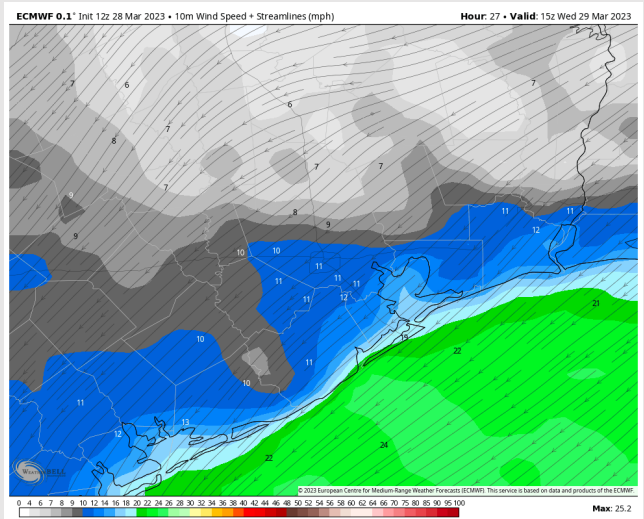 ECMWF 0.1° Init 12z 28 Mar 2023 • 10m Wind Speed + Streamlines (mph) Hour: 27 • Valid: 15z Wed 29 Mar 2023
7 6 7
6
8 7
7 7
7
9 11 11
8 12
9 9
10 10
11
11 11 11
11 12
21
10 19
22
11
10
11
13
12
24
22
WEATHERBELL
© 2023 European Centre for Medium-Range Weather Forecasts (ECMWF). This service is based on data and products of the ECMWF.
0 4 6 7 8 9 10 12 14 16 18 20 22 24 26 28 30 32 34 36 38 40 42 44 46 48 50 52 54 56 58 60 62 64 66 68 70 75 80 85 90 95 100 Max: 25.2